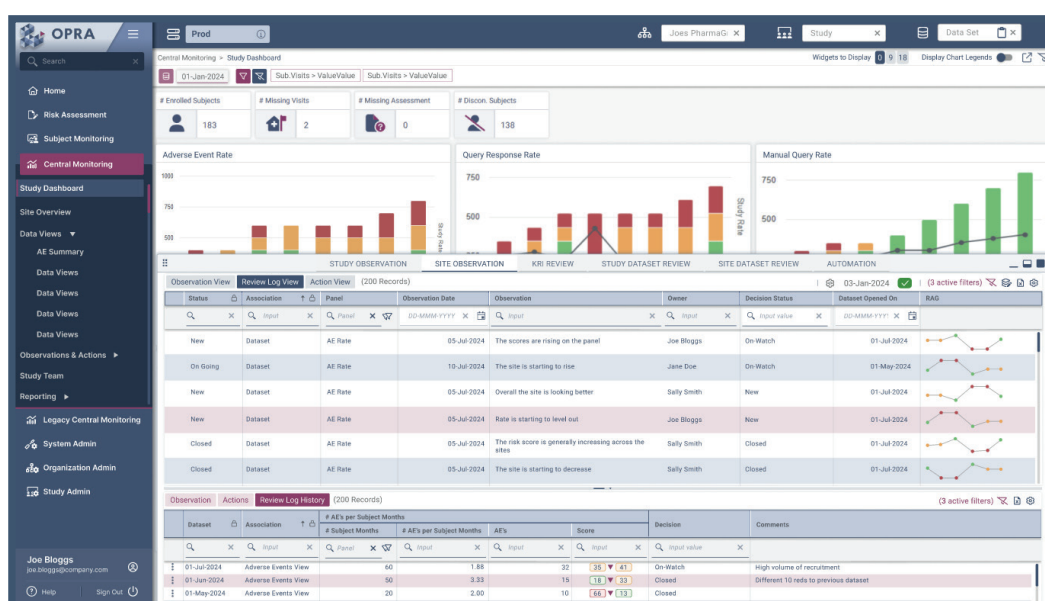 OPRA
Prod
Joes PharmaG
Study
Data Set
Search
Home
Risk Assessment
Subject Monitoring
Central Monitoring
Study Dashboard
Site Overview
Data Views
AE Summary
Data Views
Data Views
Data Views
Data Views
Observations & Actions
Study Team
Reporting
Legacy Central Monitoring
System Admin
Organization Admin
Study Admin
Joe Bloggs
joe.bloggs@company.com
Help Sign Out
Central Monitoring > Study Dashboard
Widgets to Display 0 9 18 Display Chart Legends
01-Jan-2024 Sub.Visits > ValueValue Sub.Visits > ValueValue
# Enrolled Subjects # Missing Visits # Missing Assessment # Discon. Subjects
183 2 0 138
Adverse Event Rate
1000
750
500
Study Rate
Query Response Rate
750
500
Study Rate
Manual Query Rate
750
500
STUDY OBSERVATION SITE OBSERVATION KRI REVIEW STUDY DATASET REVIEW SITE DATASET REVIEW AUTOMATION
Observation View Review Log View Action View (200 Records) 03-Jan-2024 (3 active filters)
Status Association Panel Observation Date Observation Owner Decision Status Dataset Opened On RAG
Input Panel DD-MMM-YYYY Input Input Input value DD-MMM-YYY
New Dataset AE Rate 05-Jul-2024 The scores are rising on the panel Joe Bloggs On-Watch 01-Jul-2024
On Going Dataset AE Rate 10-Jul-2024 The site is starting to rise Jane Doe On-Watch 01-May-2024
New Dataset AE Rate 05-Jul-2024 Overall the site is looking better Sally Smith New 01-Jul-2024
New Dataset AE Rate 05-Jul-2024 Rate is starting to level out Joe Bloggs New 01-Jul-2024
Closed Dataset AE Rate 05-Jul-2024 The risk score is generally increasing across the sites Sally Smith Closed 01-Jul-2024
Closed Dataset AE Rate 05-Jul-2024 The site is starting to decrease Sally Smith Closed 01-Jul-2024
Observation Actions Review Log History (200 Records) (3 active filters)
# AE's per Subject Months
Dataset Association # Subject Months # AE's per Subject Months AE's Score Decision Comments
Input Panel Input Input Input Input value
01-Jul-2024 Adverse Events View 60 1.88 32 35 41 On-Watch High volume of recruitment
01-Jun-2024 Adverse Events View 50 3.33 15 18 33 Closed Different 10 reds to previous dataset
01-May-2024 Adverse Events View 20 2.00 10 66 13 Closed